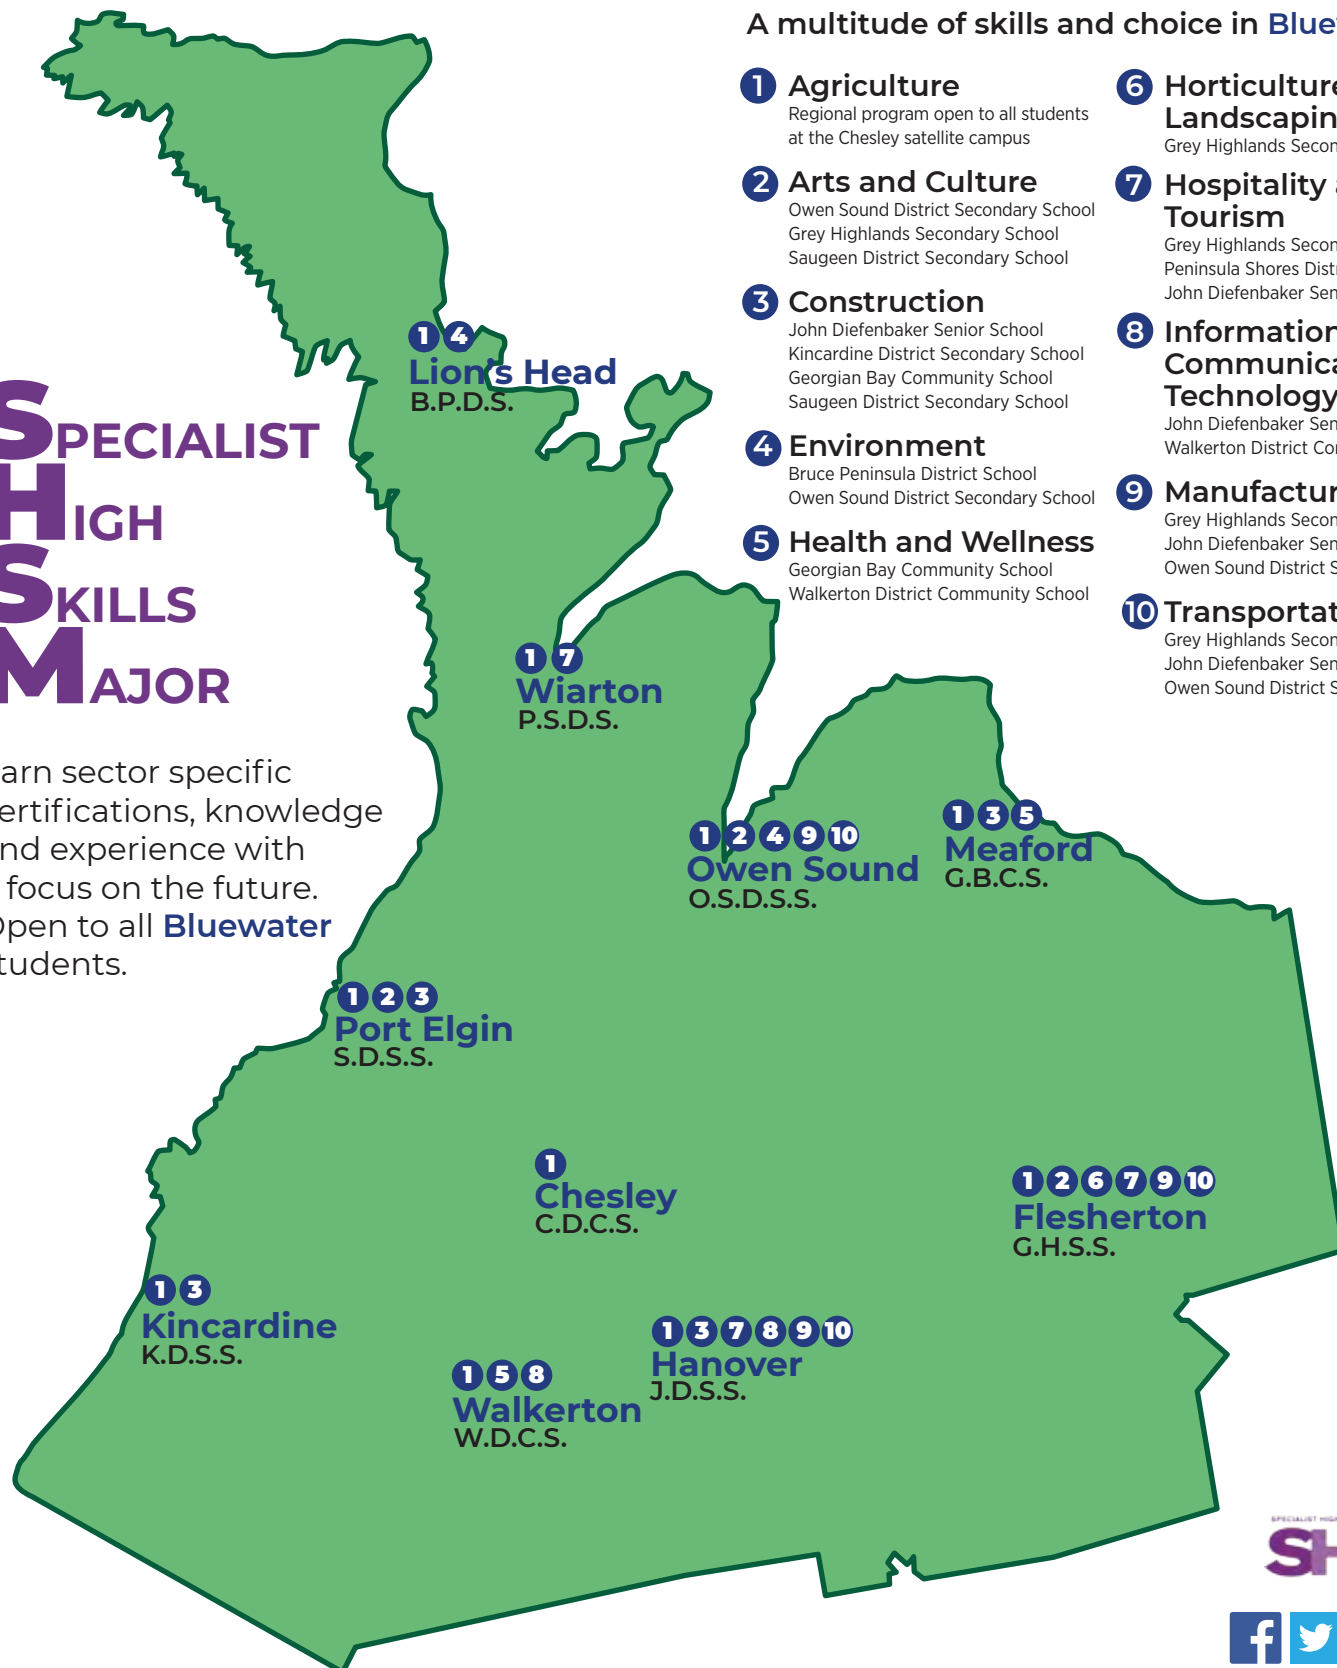 A multitude of skills and choice in Blue
1 Agriculture
Regional program open to all students
at the Chesley satellite campus
2 Arts and Culture
Owen Sound District Secondary School
Grey Highlands Secondary School
Saugeen District Secondary School
3 Construction
John Diefenbaker Senior School
Kincardine District Secondary School
Georgian Bay Community School
Saugeen District Secondary School
4 Environment
Bruce Peninsula District School
Owen Sound District Secondary School
5 Health and Wellness
Georgian Bay Community School
Walkerton District Community School
6 Horticulture
Landscapin
Grey Highlands Secon
7 Hospitality a
Tourism
Grey Highlands Secon
Peninsula Shores Distr
John Diefenbaker Sen
8 Information
Communica
Technology
John Diefenbaker Sen
Walkerton District Con
9 Manufactur
Grey Highlands Secon
John Diefenbaker Sen
Owen Sound District S
10 Transportat
Grey Highlands Secon
John Diefenbaker Sen
Owen Sound District S
SPECIALIST
HIGH
SKILLS
MAJOR
arn sector specific
ertifications, knowledge
nd experience with
focus on the future.
Open to all Bluewater
tudents.
1 4
Lion's Head
B.P.D.S.
1 7
Wiarton
P.S.D.S.
1 2 4 9 10
Owen Sound
O.S.D.S.S.
1 3 5
Meaford
G.B.C.S.
1 2 3
Port Elgin
S.D.S.S.
1
Chesley
C.D.C.S.
1 2 6 7 9 10
Flesherton
G.H.S.S.
1 3
Kincardine
K.D.S.S.
1 3 7 8 9 10
Hanover
J.D.S.S.
1 5 8
Walkerton
W.D.C.S.
SPECIALIST HIGH
SH